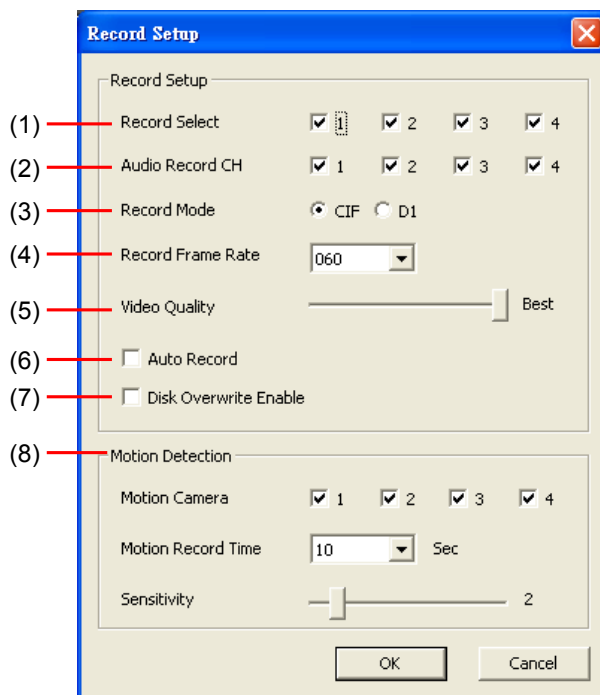 Record Setup
Record Setup
(1) Record Select 1 2 3 4
(2) Audio Record CH 1 2 3 4
(3) Record Mode CIF D1
(4) Record Frame Rate 060
(5) Video Quality Best
(6) Auto Record
(7) Disk Overwrite Enable
(8) Motion Detection
Motion Camera 1 2 3 4
Motion Record Time 10 Sec
Sensitivity 2
OK Cancel